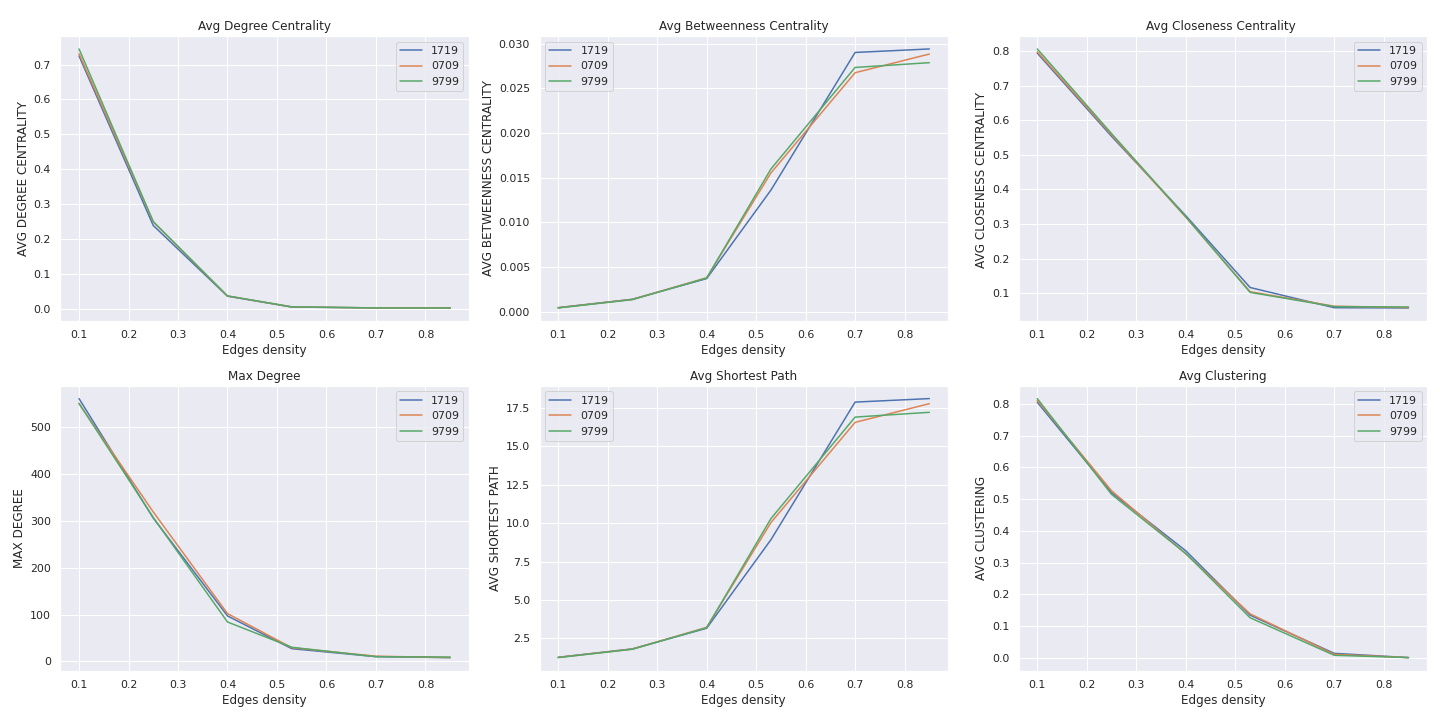 Avg Degree Centrality
AVG DEGREE CENTRALITY
0.7
0.6
0.5
0.4
0.3
0.2
0.1
0.0
1719
0709
9799
0.1 0.2 0.3 0.4 0.5 0.6 0.7 0.8
Edges density
Avg Betweenness Centrality
AVG BETWEENNESS CENTRALITY
0.030
0.025
0.020
0.015
0.010
0.005
0.000
1719
0709
9799
0.1 0.2 0.3 0.4 0.5 0.6 0.7 0.8
Edges density
Avg Closeness Centrality
AVG CLOSENESS CENTRALITY
0.8
0.7
0.6
0.5
0.4
0.3
0.2
0.1
1719
0709
9799
0.1 0.2 0.3 0.4 0.5 0.6 0.7 0.8
Edges density
Max Degree
MAX DEGREE
500
400
300
200
100
0
1719
0709
9799
0.1 0.2 0.3 0.4 0.5 0.6 0.7 0.8
Edges density
Avg Shortest Path
AVG SHORTEST PATH
17.5
15.0
12.5
10.0
7.5
5.0
2.5
1719
0709
9799
0.1 0.2 0.3 0.4 0.5 0.6 0.7 0.8
Edges density
Avg Clustering
AVG CLUSTERING
0.8
0.7
0.6
0.5
0.4
0.3
0.2
0.1
0.0
1719
0709
9799
0.1 0.2 0.3 0.4 0.5 0.6 0.7 0.8
Edges density